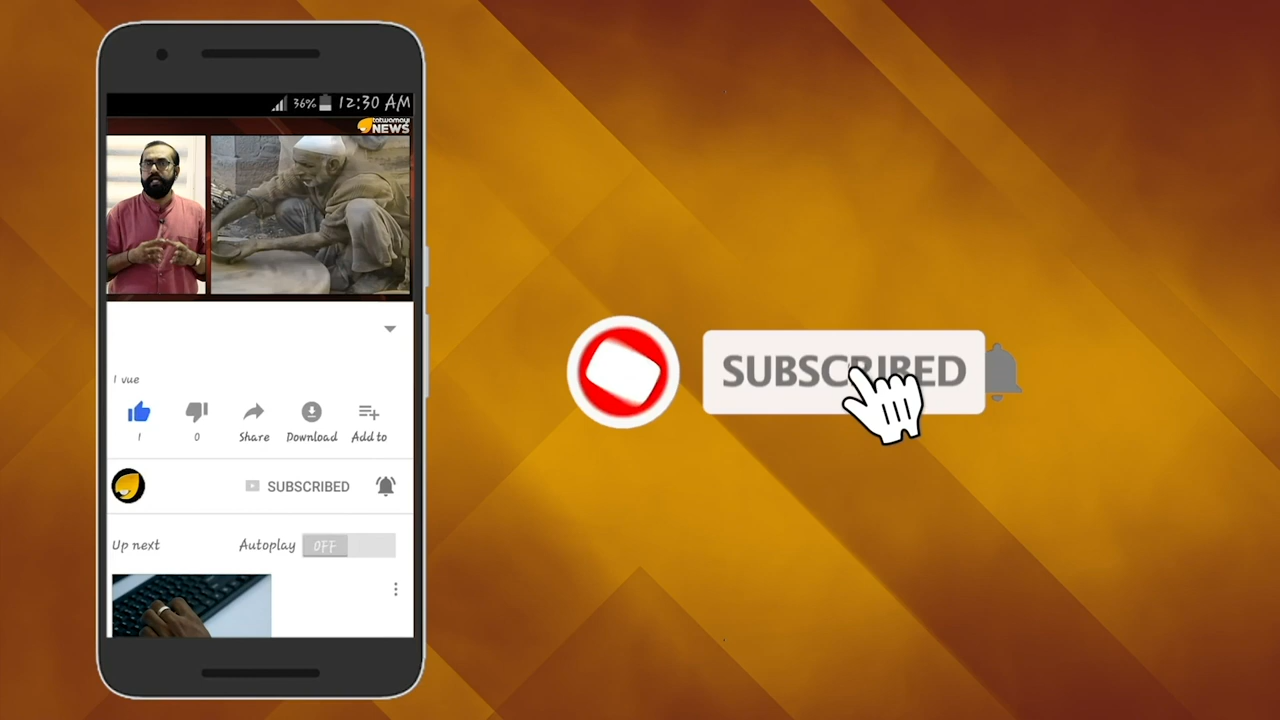 36% 12:30 AM
tatwamayi
NEWS
1 vue
1
0
Share
Download
Add to
SUBSCRIBED
Up next
Autoplay
OFF
SUBSCRIBED